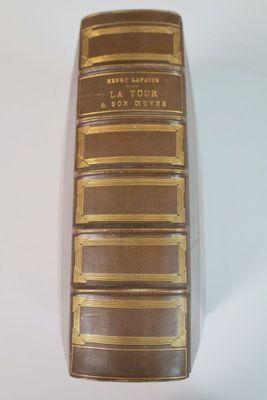 HENRY LAPAUZE
LA TOUR
& SON ŒUVRE